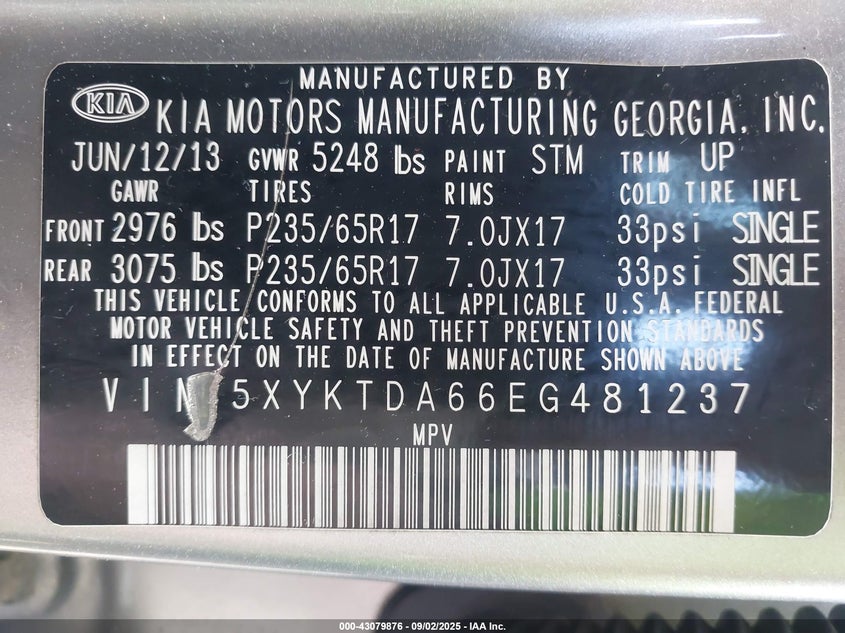 MANUFACTURED BY
KIA KIA MOTORS MANUFACTURING GEORGIA, INC.
JUN/12/13 GVWR 5248 lbs PAINT STM TRIM UP
GAWR TIRES RIMS COLD TIRE INFL
FRONT 2976 lbs P235/65R17 7.0JX17 33psi SINGLE
REAR 3075 lbs P235/65R17 7.0JX17 33psi SINGLE
THIS VEHICLE CONFORMS TO ALL APPLICABLE U.S.A. FEDERAL
MOTOR VEHICLE SAFETY AND THEFT PREVENTION STANDARDS
IN EFFECT ON THE DATE OF MANUFACTURE SHOWN ABOVE
VIN 5XYKTDA66EG481237
MPV
000-43079876 - 09/02/2025 - IAA Inc.